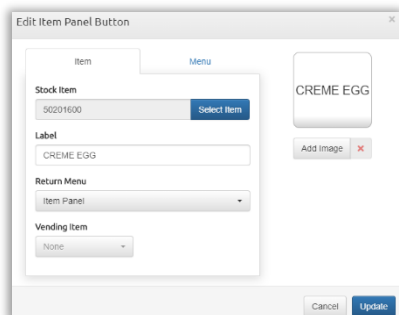 Edit Item Panel Button ×
Item Menu
Stock Item
50201600 Select Item
Label
CREME EGG
Return Menu
Item Panel
Vending Item
None
CREME EGG
Add Image ×
Cancel Update